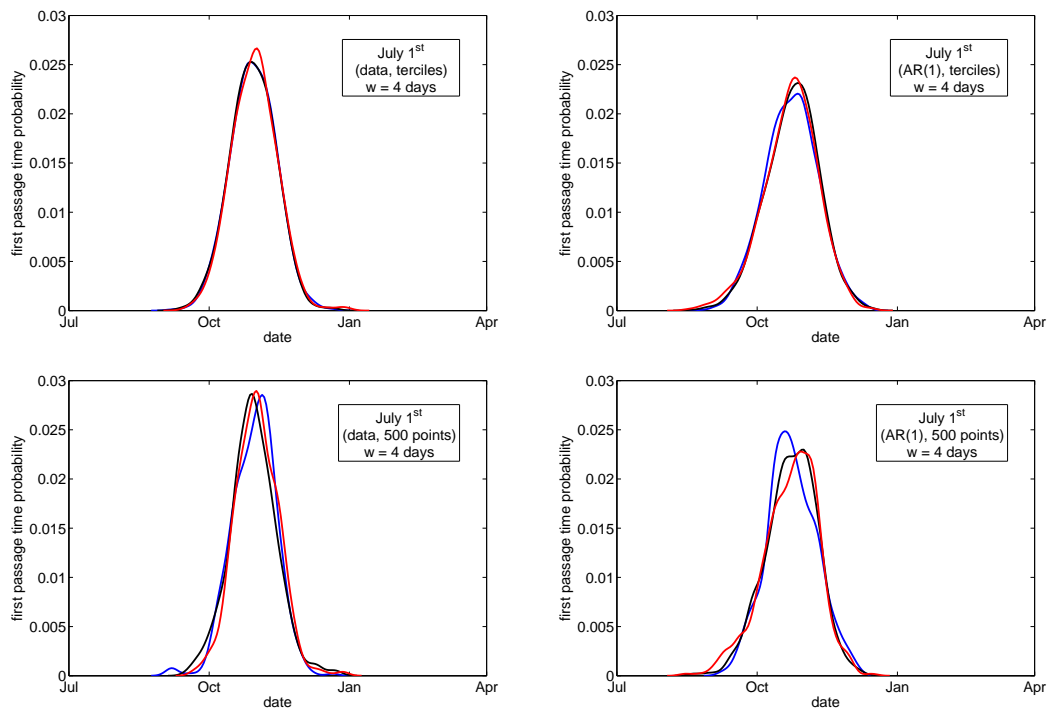 0.03
0.025
0.02
0.015
0.01
0.005
0
Jul
Oct
Jan
Apr
date
first passage time probability
July 1st
(data, terciles)
w = 4 days
0.03
0.025
0.02
0.015
0.01
0.005
0
Jul
Oct
Jan
Apr
date
first passage time probability
July 1st
(AR(1), terciles)
w = 4 days
0.03
0.025
0.02
0.015
0.01
0.005
0
Jul
Oct
Jan
Apr
date
first passage time probability
July 1st
(data, 500 points)
w = 4 days
0.03
0.025
0.02
0.015
0.01
0.005
0
Jul
Oct
Jan
Apr
date
first passage time probability
July 1st
(AR(1), 500 points)
w = 4 days